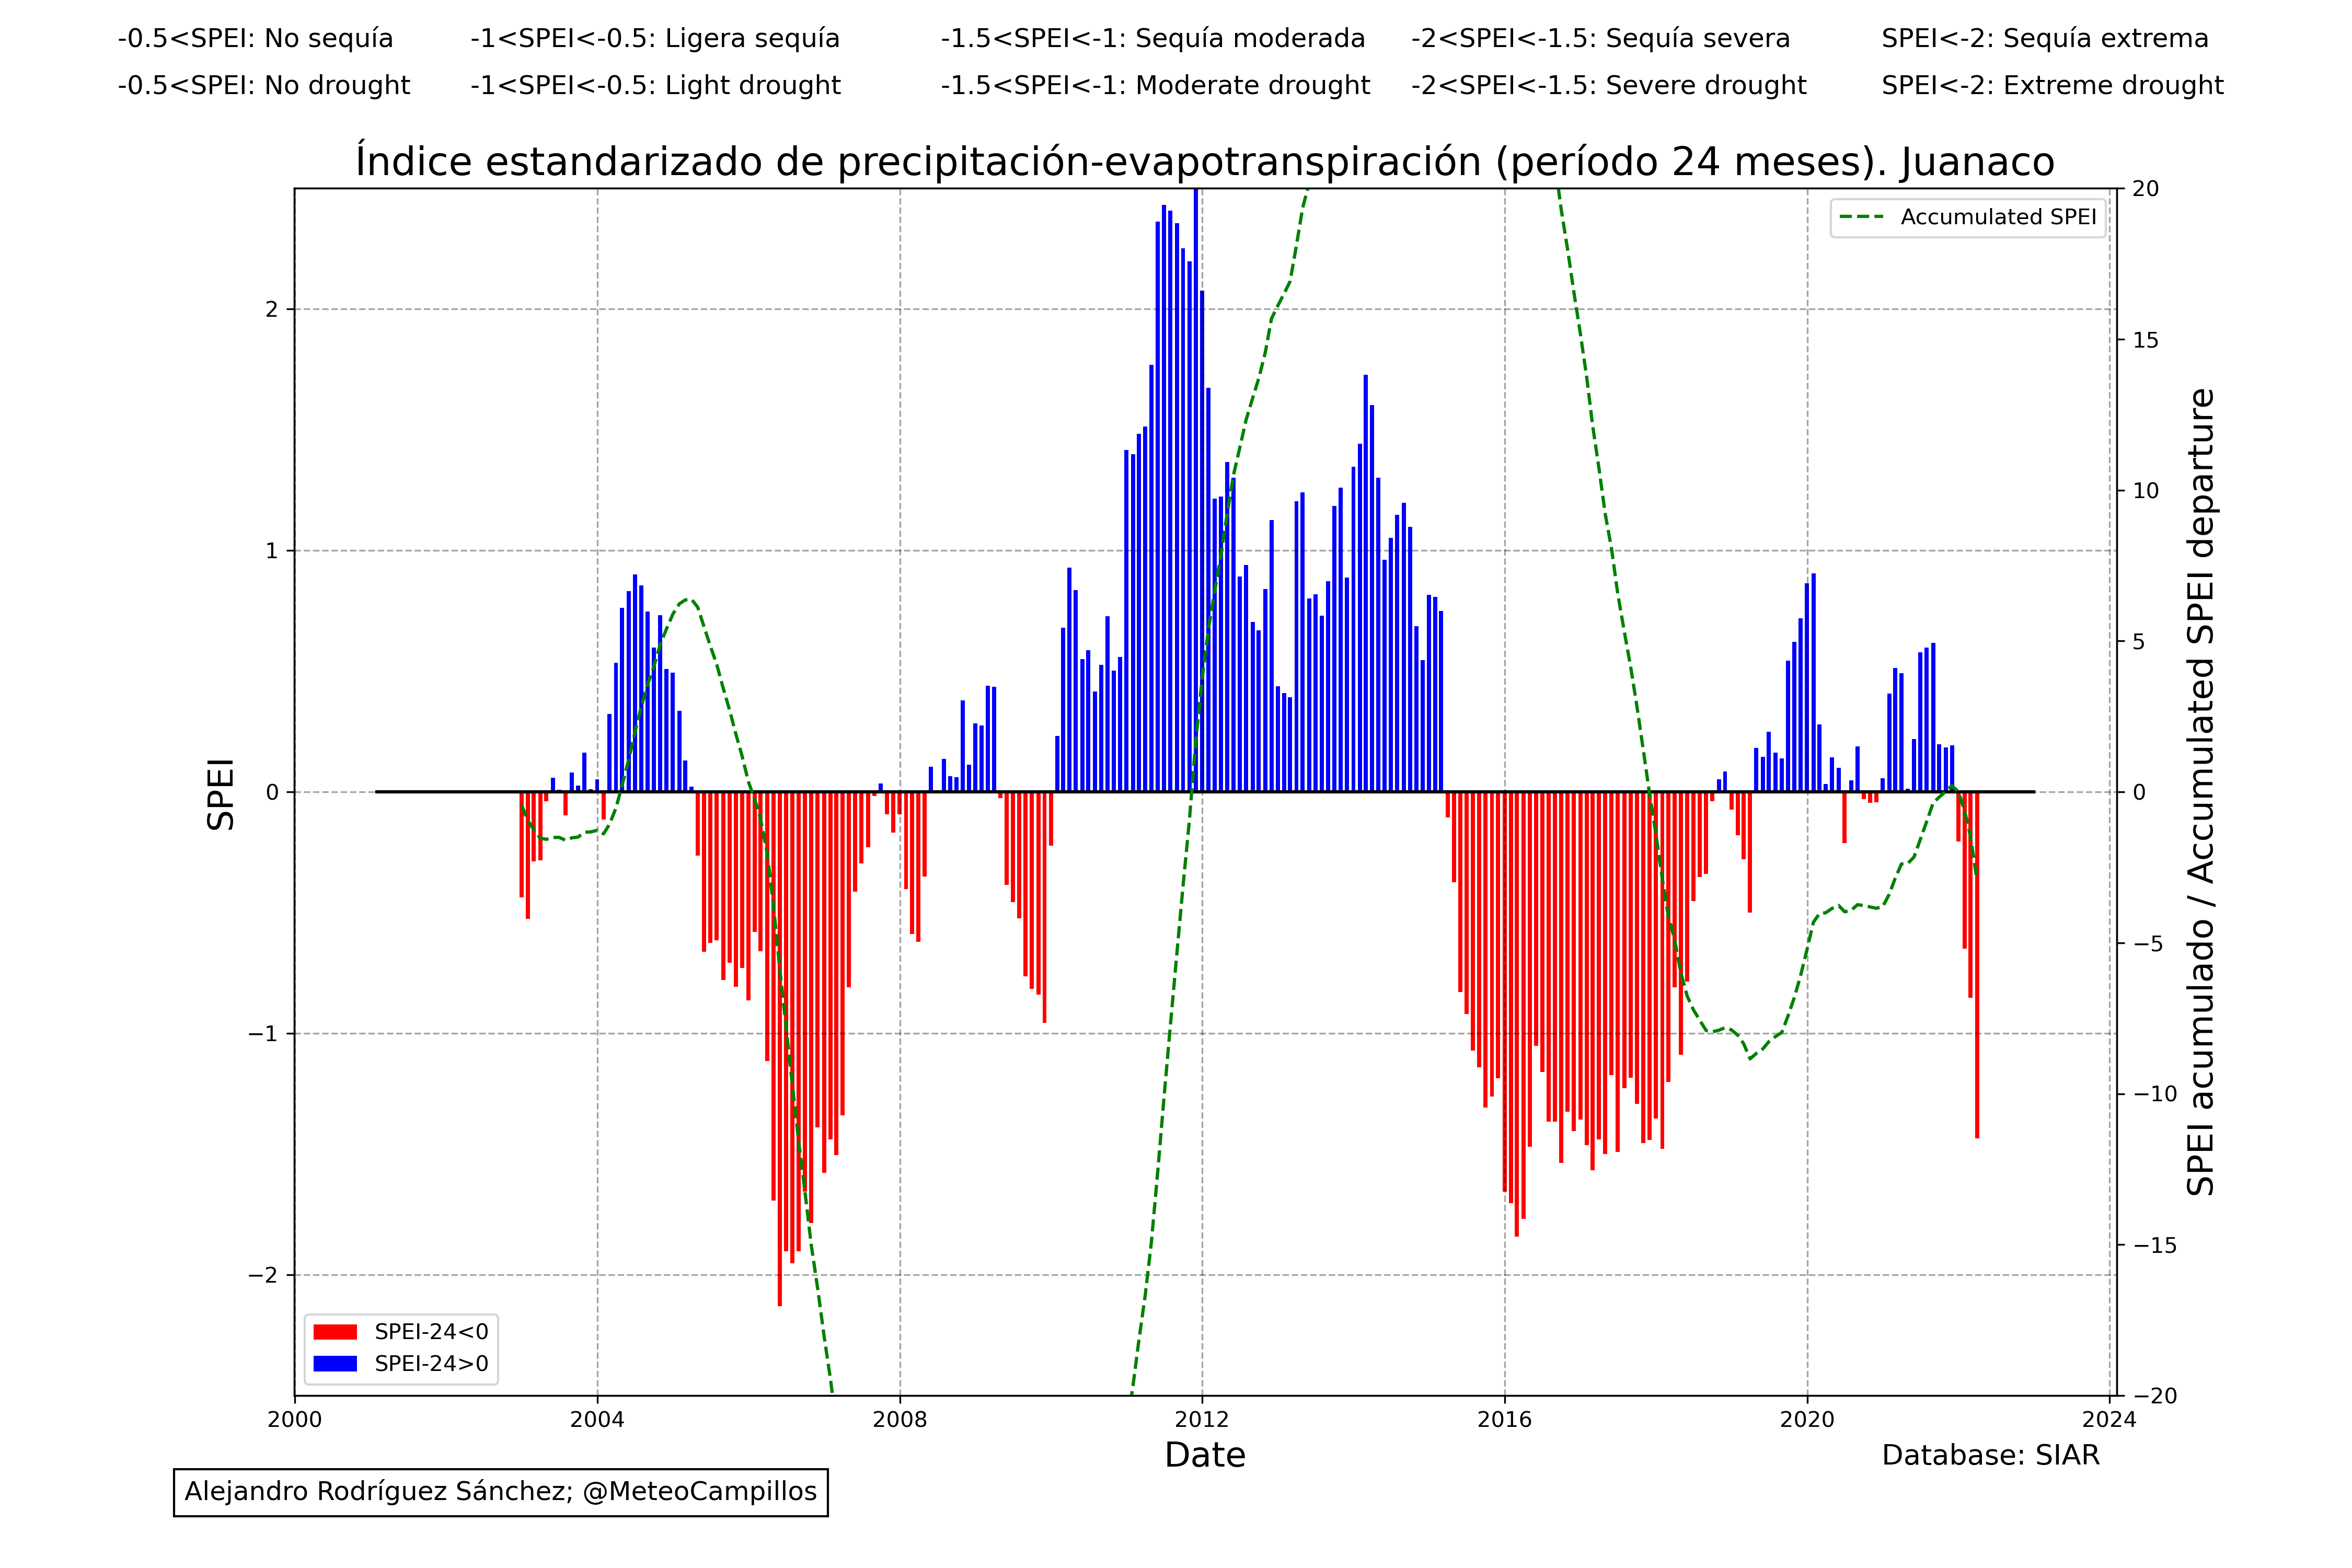 -0.5<SPEI: No sequía -1<SPEI<-0.5: Ligera sequía -1.5<SPEI<-1: Sequía moderada -2<SPEI<-1.5: Sequía severa SPEI<-2: Sequía extrema
-0.5<SPEI: No drought -1<SPEI<-0.5: Light drought -1.5<SPEI<-1: Moderate drought -2<SPEI<-1.5: Severe drought SPEI<-2: Extreme drought
Índice estandarizado de precipitación-evapotranspiración (período 24 meses). Juanaco
Accumulated SPEI
SPEI
2
1
0
−1
−2
20
15
10
5
0
−5
−10
−15
−20
SPEI acumulado / Accumulated SPEI departure
SPEI-24<0
SPEI-24>0
2000 2004 2008 2012 2016 2020 2024
Date
Database: SIAR
Alejandro Rodríguez Sánchez; @MeteoCampillos